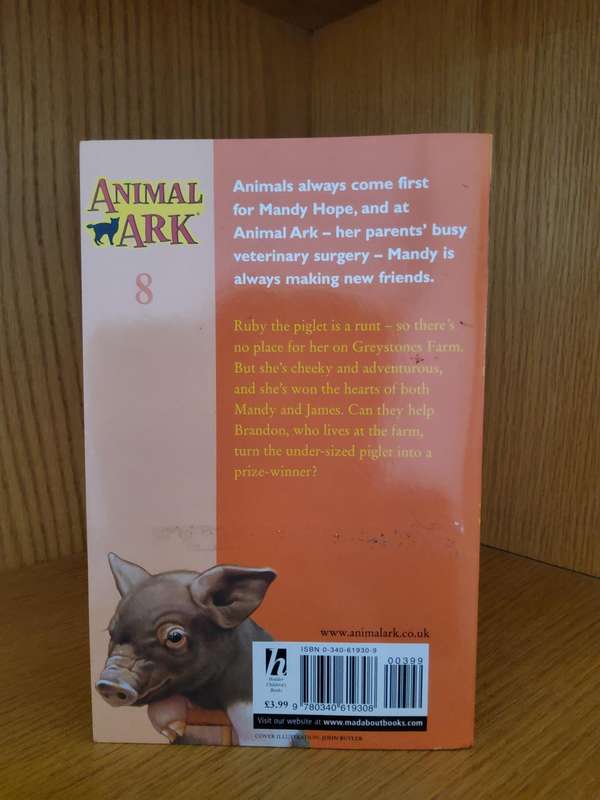 ANIMAL
ARK
8
Animals always come first
for Mandy Hope, and at
Animal Ark – her parents' busy
veterinary surgery – Mandy is
always making new friends.
Ruby the piglet is a runt – so there's
no place for her on Greystones Farm.
But she's cheeky and adventurous,
and she's won the hearts of both
Mandy and James. Can they help
Brandon, who lives at the farm,
turn the under-sized piglet into a
prize-winner?
www.animalark.co.uk
ISBN 0-340-61930-9
00399
h
Hodder
Children's
Books
£3.99
9 780340 619308
Visit our website at www.madaboutbooks.com
COVER ILLUSTRATION: JOHN BUTLER